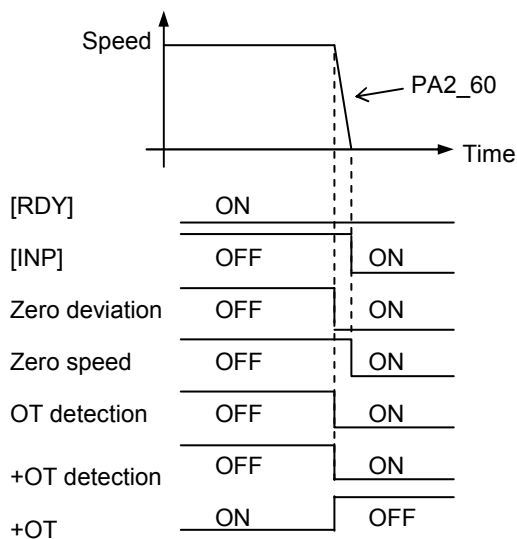 Speed
PA2_60
Time
[RDY] ON
[INP] OFF ON
Zero deviation OFF ON
Zero speed OFF ON
OT detection OFF ON
+OT detection OFF ON
+OT ON OFF